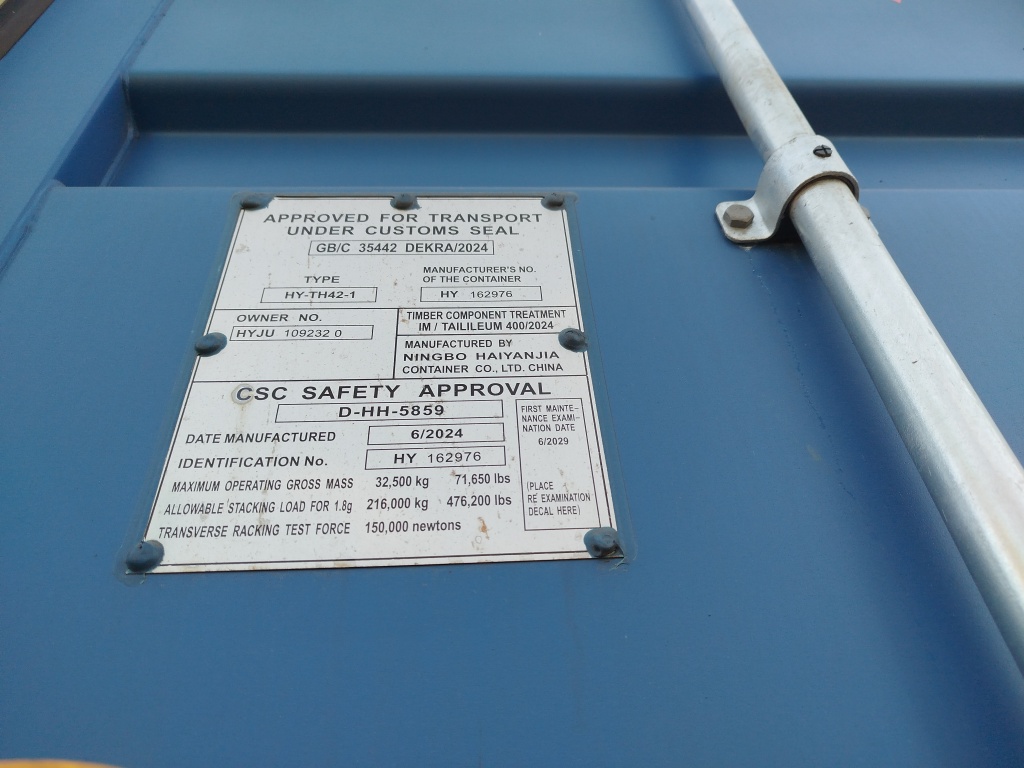 APPROVED FOR TRANSPORT
UNDER CUSTOMS SEAL
GB/C 35442 DEKRA/2024
TYPE
HY-TH42-1
MANUFACTURER'S NO.
OF THE CONTAINER
HY 162976
OWNER NO.
HYJU 109232 0
TIMBER COMPONENT TREATMENT
IM / TAILILEUM 400/2024
MANUFACTURED BY
NINGBO HAIYANJIA
CONTAINER CO., LTD. CHINA
CSC SAFETY APPROVAL
D-HH-5859
DATE MANUFACTURED 6/2024
IDENTIFICATION No. HY 162976
MAXIMUM OPERATING GROSS MASS 32,500 kg 71,650 lbs
ALLOWABLE STACKING LOAD FOR 1.8g 216,000 kg 476,200 lbs
TRANSVERSE RACKING TEST FORCE 150,000 newtons
FIRST MAINTE-
NANCE EXAMI-
NATION DATE
6/2029
(PLACE
RE EXAMINATION
DECAL HERE)